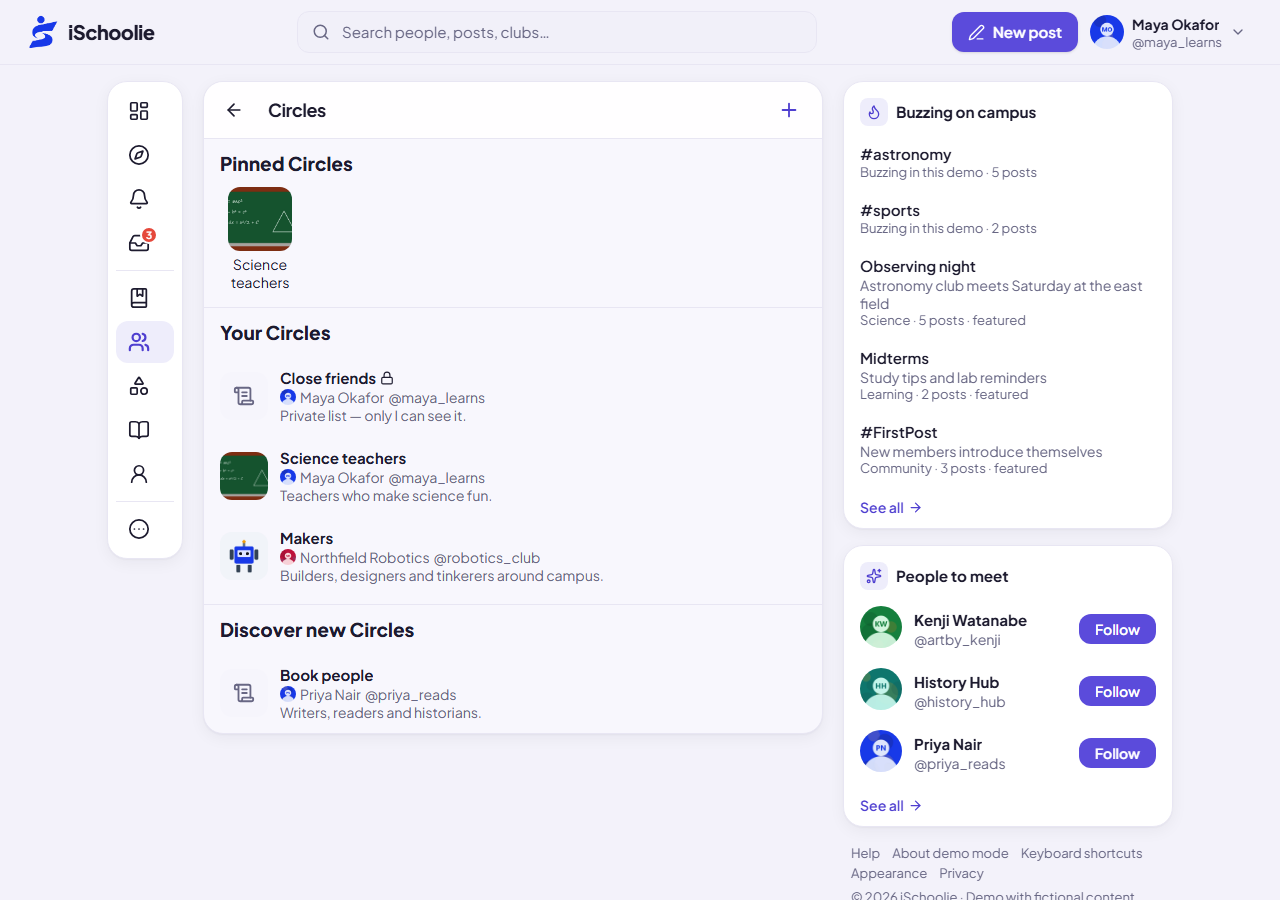 iSchoolie
Search people, posts, clubs...
New post
Maya Okafor
@maya_learns
3
Circles
Pinned Circles
Science
teachers
Your Circles
Close friends
Maya Okafor @maya_learns
Private list — only I can see it.
Science teachers
Maya Okafor @maya_learns
Teachers who make science fun.
Makers
Northfield Robotics @robotics_club
Builders, designers and tinkerers around campus.
Discover new Circles
Book people
Priya Nair @priya_reads
Writers, readers and historians.
Buzzing on campus
#astronomy
Buzzing in this demo · 5 posts
#sports
Buzzing in this demo · 2 posts
Observing night
Astronomy club meets Saturday at the east
field
Science · 5 posts · featured
Midterms
Study tips and lab reminders
Learning · 2 posts · featured
#FirstPost
New members introduce themselves
Community · 3 posts · featured
See all →
People to meet
KW
Kenji Watanabe
@artby_kenji
Follow
HH
History Hub
@history_hub
Follow
PN
Priya Nair
@priya_reads
Follow
See all →
Help About demo mode Keyboard shortcuts
Appearance Privacy
© 2026 iSchoolie · Demo with fictional content